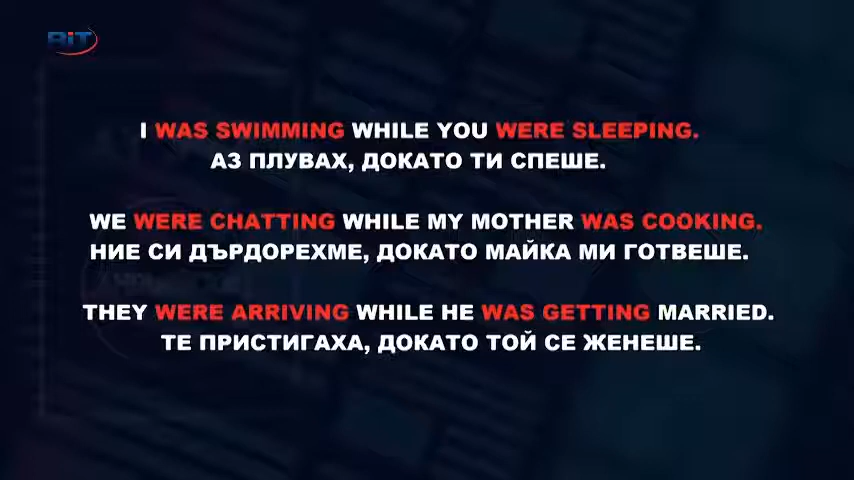 BiT
I WAS SWIMMING WHILE YOU WERE SLEEPING.
АЗ ПЛУВАХ, ДОКАТО ТИ СПЕШЕ.
WE WERE CHATTING WHILE MY MOTHER WAS COOKING.
НИЕ СИ ДЪРДОРЕХМЕ, ДОКАТО МАЙКА МИ ГОТВЕШЕ.
THEY WERE ARRIVING WHILE HE WAS GETTING MARRIED.
ТЕ ПРИСТИГАХА, ДОКАТО ТОЙ СЕ ЖЕНЕШЕ.